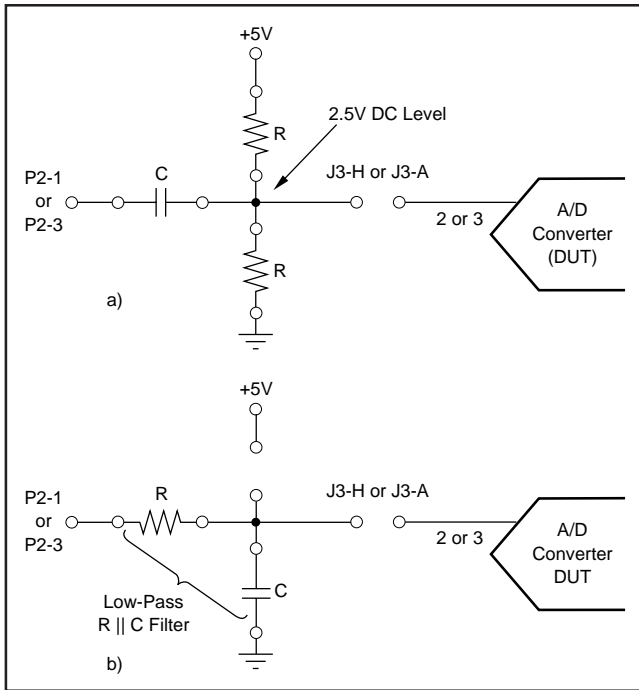 +5V
R
2.5V DC Level
P2-1
or
P2-3
C
J3-H or J3-A
2 or 3
A/D
Converter
(DUT)
R
a)
+5V
P2-1
or
P2-3
R
J3-H or J3-A
2 or 3
A/D
Converter
DUT
C
Low-Pass
R || C Filter
b)